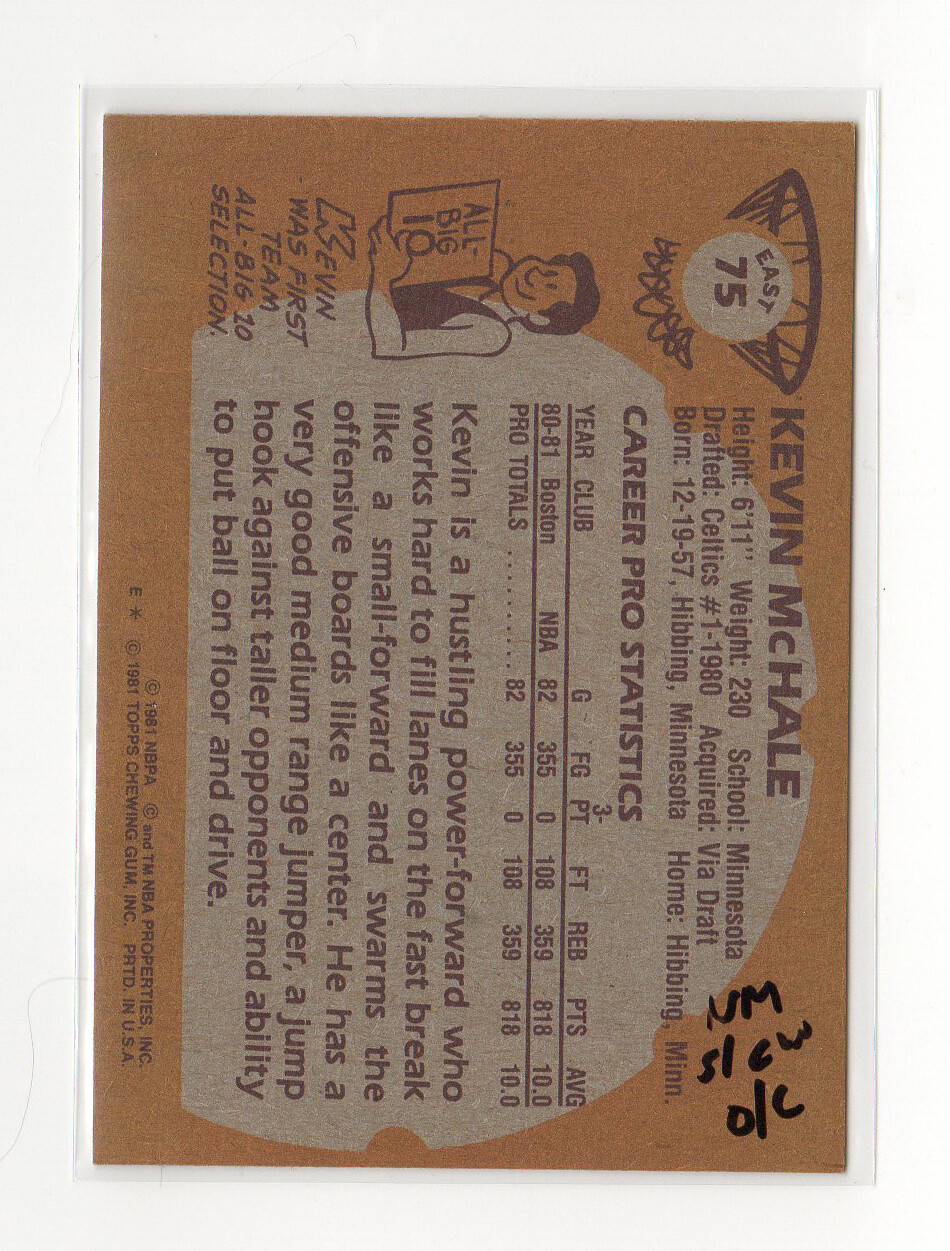 EAST
75
KEVIN McHALE
Height: 6'11" Weight: 230 School: Minnesota
Drafted: Celtics #1-1980 Acquired: Via Draft
Born: 12-19-57, Hibbing, Minnesota Home: Hibbing, Minn.
CAREER PRO STATISTICS
YEAR CLUB G FG 3-PT FT REB PTS AVG
80-81 Boston NBA 82 355 0 108 359 818 10.0
PRO TOTALS .......... 82 355 0 108 359 818 10.0
Kevin is a hustling power-forward who
works hard to fill lanes on the fast break
like a small-forward and swarms the
offensive boards like a center. He has a
very good medium range jumper, a jump
hook against taller opponents and ability
to put ball on floor and drive.
ALL-
BIG
10
KEVIN
WAS FIRST
TEAM
ALL-BIG 10
SELECTION.
© 1981 NBPA © and TM NBA PROPERTIES, INC.
E * © 1981 TOPPS CHEWING GUM, INC. PRTD. IN U.S.A.